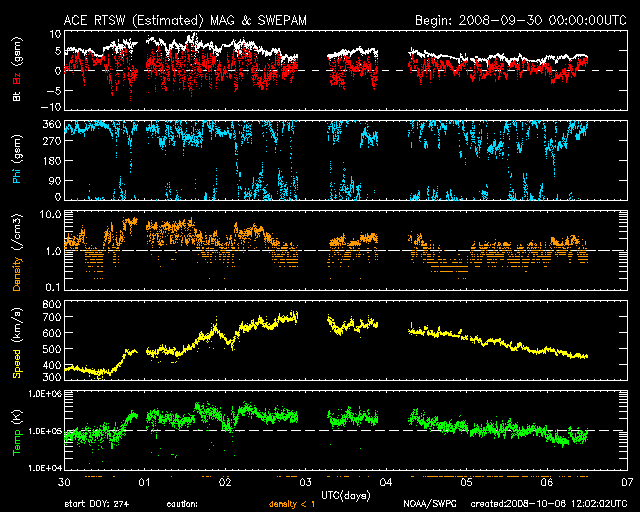 ACE RTSW (Estimated) MAG & SWEPAM Begin: 2008-09-30 00:00:00UTC
Bt Bz (gsm)
10
5
0
-5
-10
Phi (gsm)
360
270
180
90
0
Density (/cm3)
10.0
1.0
0.1
Speed (km/s)
800
700
600
500
400
300
Temp (K)
1.0E+06
1.0E+05
1.0E+04
30 01 02 03 04 05 06 07
UTC(days)
start DOY: 274 caution: density < 1 NOAA/SWPC created:2008-10-06 12:02:02UTC